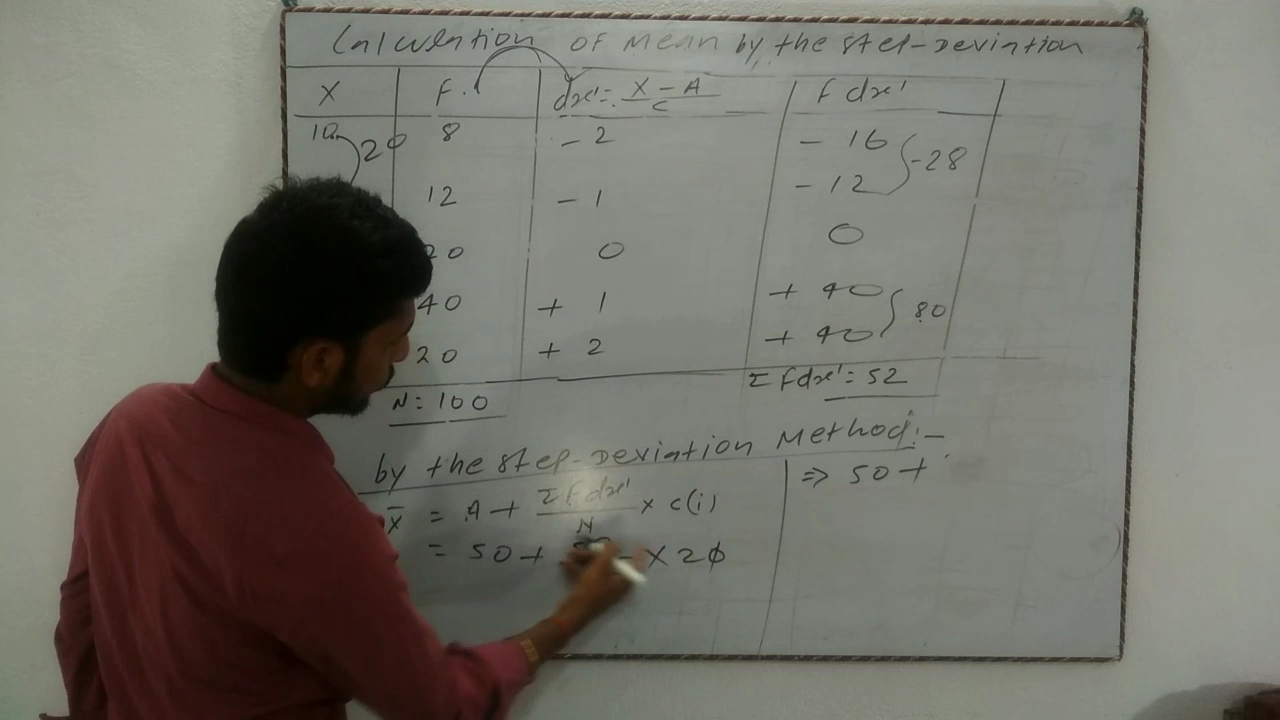 Calculation of Mean by the step-Deviation
X F. dx' = X - A / C F dx'
10 20 8 - 2 - 16
12 - 1 - 12 -28
20 0 0
40 + 1 + 40
20 + 2 + 40 80
N = 100 Σ Fdx' = 52
by the step-Deviation Method:-
X̄ = A + Σ Fdx' / N × c(i) ⇒ 50 +
= 50 + × 20